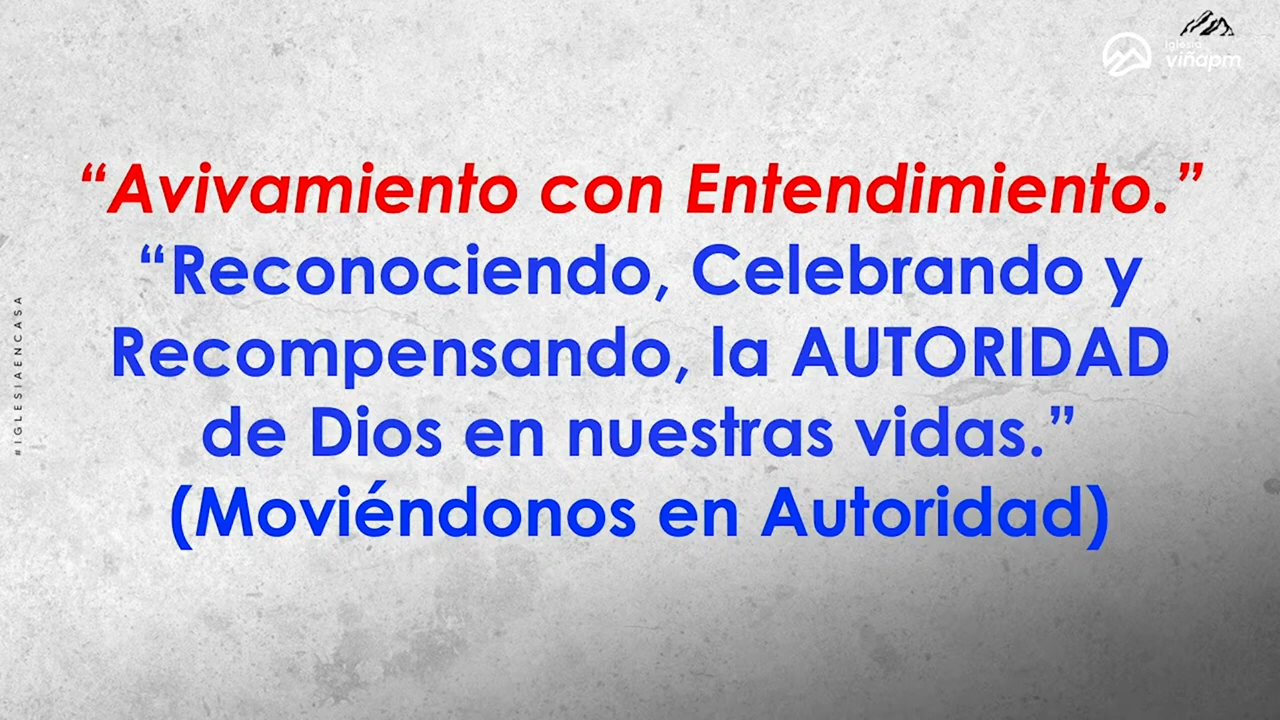 iglesia
viñapm
“Avivamiento con Entendimiento.”
“Reconociendo, Celebrando y
Recompensando, la AUTORIDAD
de Dios en nuestras vidas.”
(Moviéndonos en Autoridad)
#IGLESIAENCASA